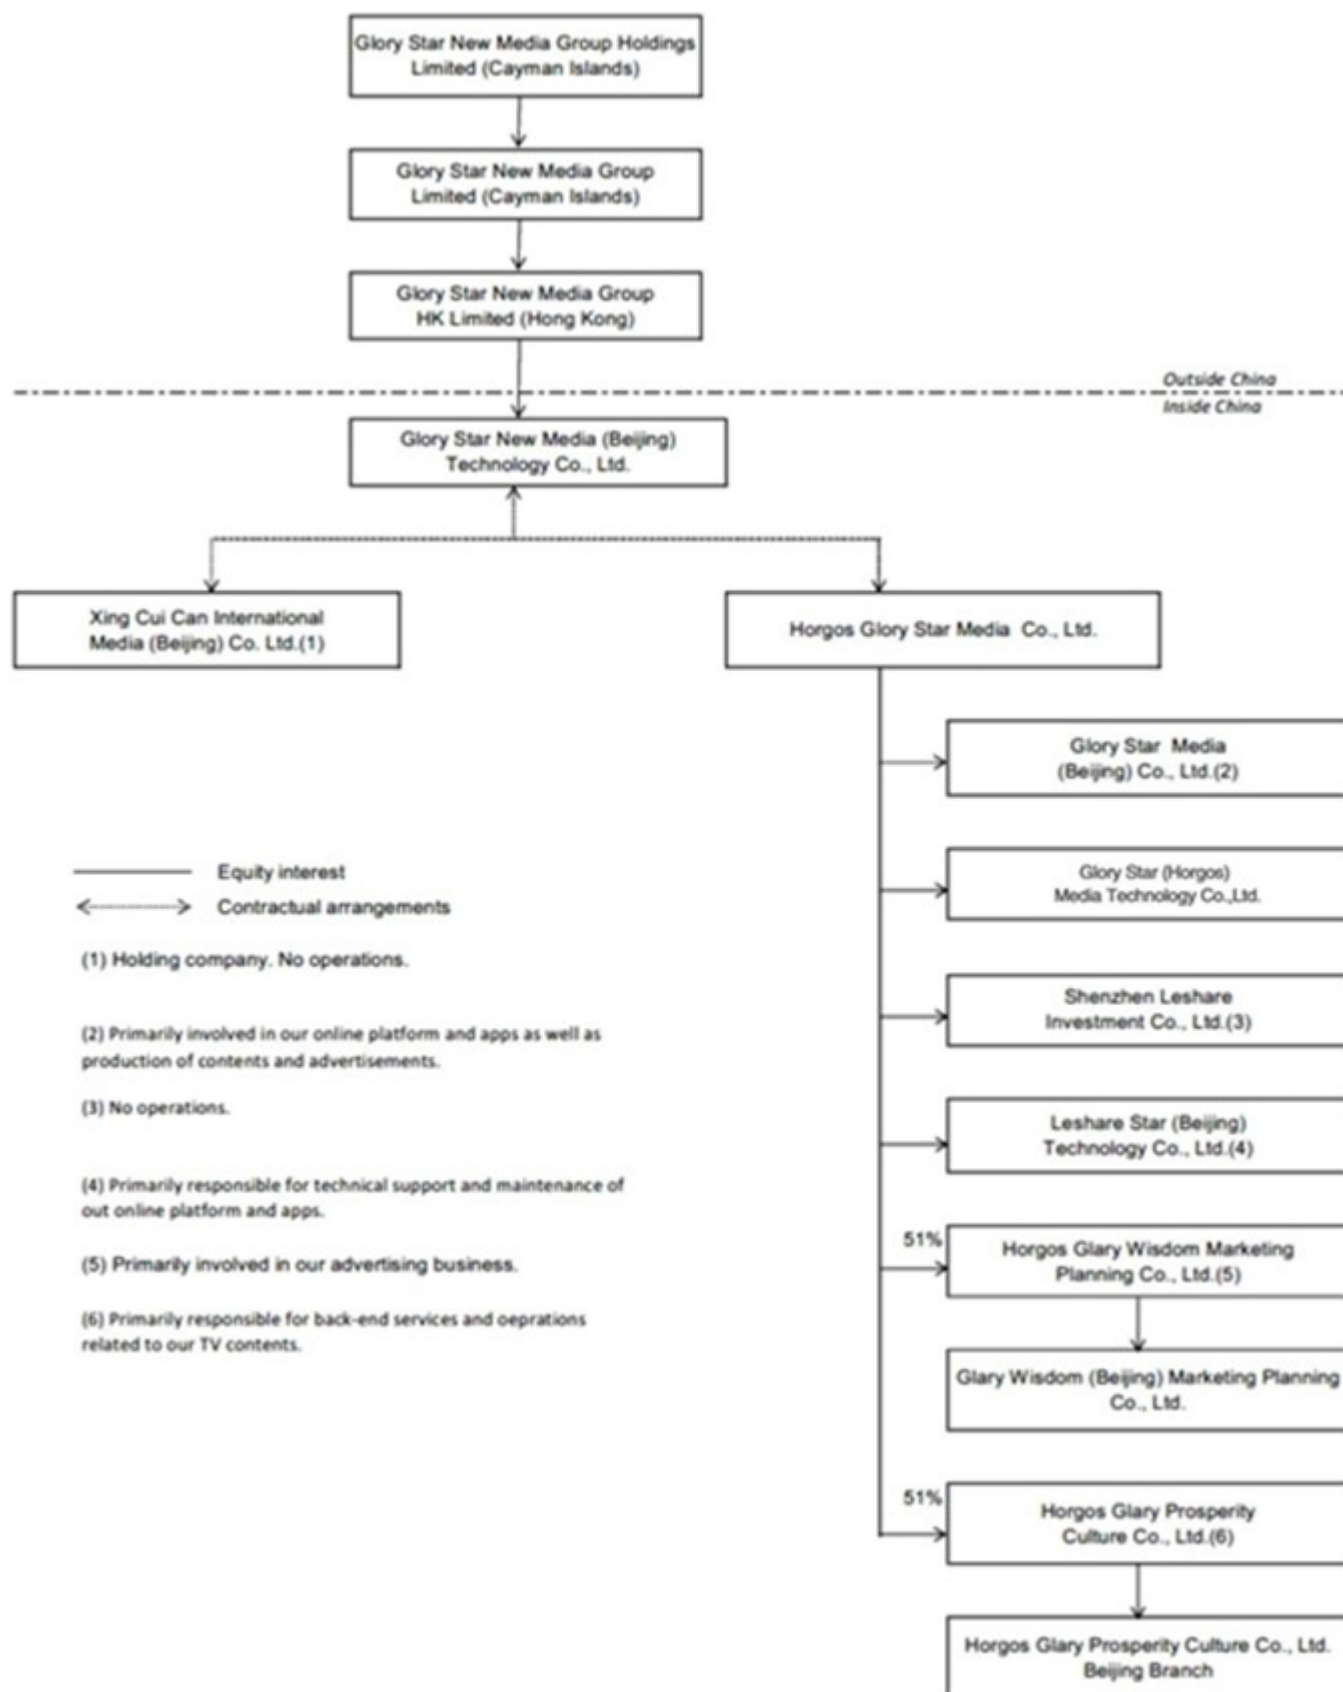 Glory Star New Media Group Holdings
Limited (Cayman Islands)
Glory Star New Media Group
Limited (Cayman Islands)
Glory Star New Media Group
HK Limited (Hong Kong)
Outside China
Inside China
Glory Star New Media (Beijing)
Technology Co., Ltd.
Xing Cui Can International
Media (Beijing) Co. Ltd.(1)
Horgos Glory Star Media Co., Ltd.
Glory Star Media
(Beijing) Co., Ltd.(2)
Glory Star (Horgos)
Media Technology Co.,Ltd.
Shenzhen Leshare
Investment Co., Ltd.(3)
Leshare Star (Beijing)
Technology Co., Ltd.(4)
51%
Horgos Glary Wisdom Marketing
Planning Co., Ltd.(5)
Glary Wisdom (Beijing) Marketing Planning
Co., Ltd.
51%
Horgos Glary Prosperity
Culture Co., Ltd.(6)
Horgos Glary Prosperity Culture Co., Ltd.
Beijing Branch
Equity interest
Contractual arrangements
(1) Holding company. No operations.
(2) Primarily involved in our online platform and apps as well as
production of contents and advertisements.
(3) No operations.
(4) Primarily responsible for technical support and maintenance of
out online platform and apps.
(5) Primarily involved in our advertising business.
(6) Primarily responsible for back-end services and oeprations
related to our TV contents.